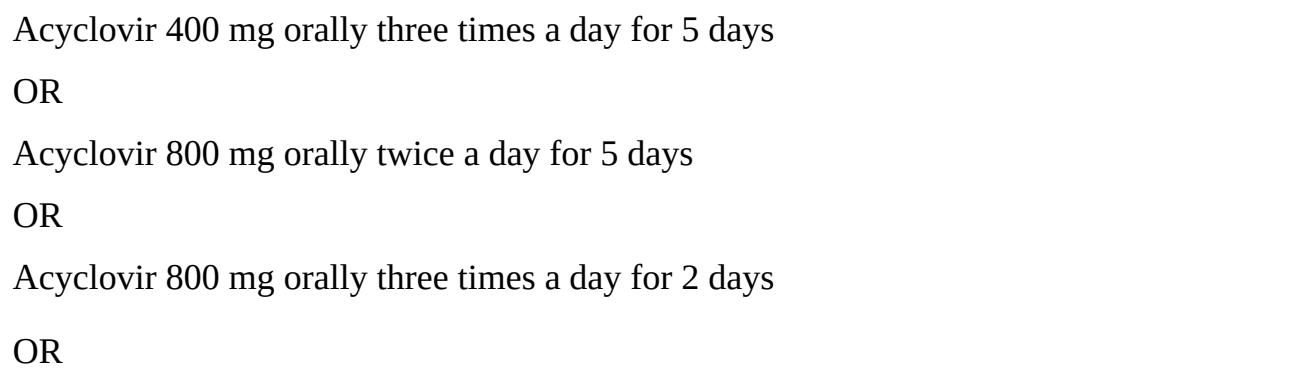 Acyclovir 400 mg orally three times a day for 5 days
OR
Acyclovir 800 mg orally twice a day for 5 days
OR
Acyclovir 800 mg orally three times a day for 2 days
OR